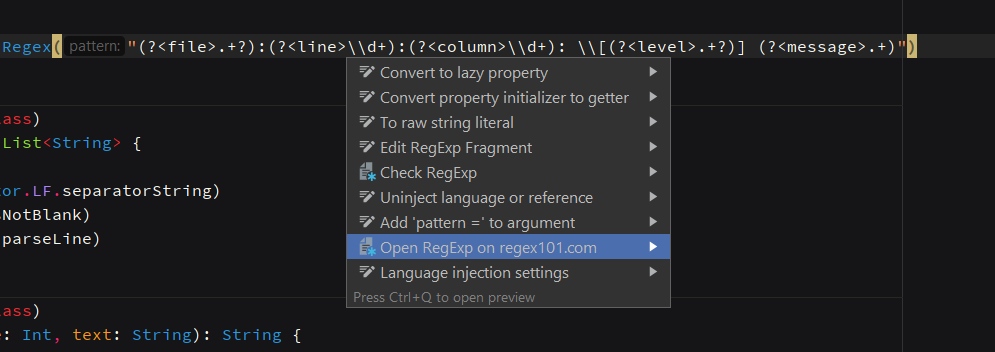 Regex( pattern: "(?<file>.+?):(?<line>\\d+):(?<column>\\d+): \\[(?<level>.+?)] (?<message>.+)")
Convert to lazy property
Convert property initializer to getter
ass)
To raw string literal
List<String> {
Edit RegExp Fragment
Check RegExp
or.LF.separatorString)
Uninject language or reference
sNotBlank)
Add 'pattern =' to argument
parseLine)
Open RegExp on regex101.com
Language injection settings
Press Ctrl+Q to open preview
ass)
: Int, text: String): String {